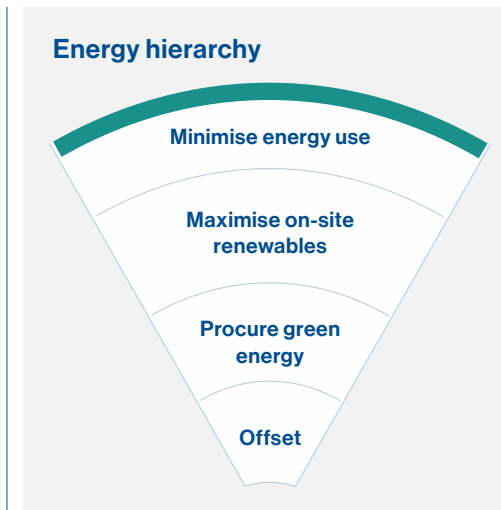 Energy hierarchy
Minimise energy use
Maximise on-site
renewables
Procure green
energy
Offset